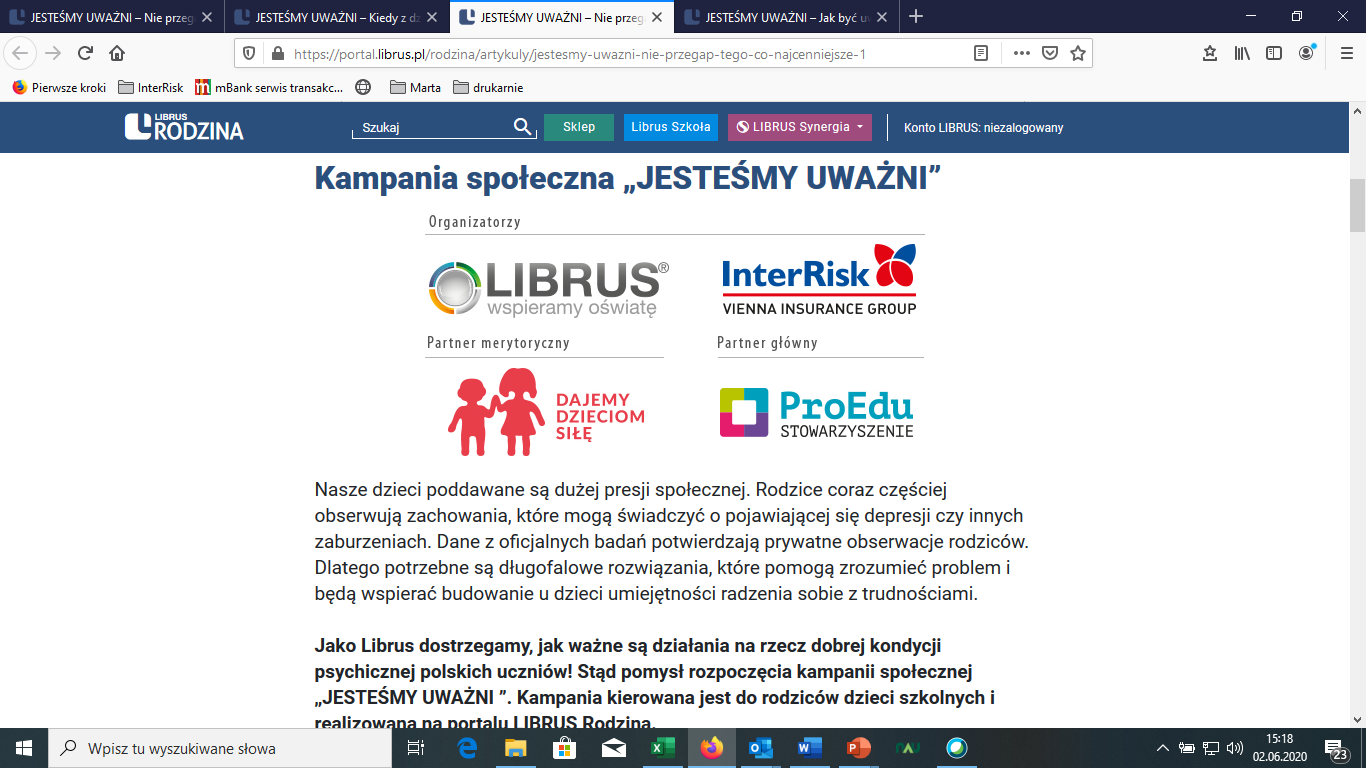 JESTEŚMY UWAŻNI – Nie przeg
JESTEŚMY UWAŻNI – Kiedy z dz
JESTEŚMY UWAŻNI – Nie przeg
JESTEŚMY UWAŻNI – Jak być uw
https://portal.librus.pl/rodzina/artykuly/jestesmy-uwazni-nie-przegap-tego-co-najcenniejsze-1
Pierwsze kroki InterRisk mBank serwis transakc... Marta drukarnie
LIBRUS
RODZINA
Szukaj
Sklep
Librus Szkoła
LIBRUS Synergia
Konto LIBRUS: niezalogowany
Kampania społeczna „JESTEŚMY UWAŻNI”
Organizatorzy
LIBRUS®
wspieramy oświatę
InterRisk
VIENNA INSURANCE GROUP
Partner merytoryczny
Partner główny
DAJEMY
DZIECIOM
SIŁĘ
ProEdu
STOWARZYSZENIE
Nasze dzieci poddawane są dużej presji społecznej. Rodzice coraz częściej
obserwują zachowania, które mogą świadczyć o pojawiającej się depresji czy innych
zaburzeniach. Dane z oficjalnych badań potwierdzają prywatne obserwacje rodziców.
Dlatego potrzebne są długofalowe rozwiązania, które pomogą zrozumieć problem i
będą wspierać budowanie u dzieci umiejętności radzenia sobie z trudnościami.
Jako Librus dostrzegamy, jak ważne są działania na rzecz dobrej kondycji
psychicznej polskich uczniów! Stąd pomysł rozpoczęcia kampanii społecznej
„JESTEŚMY UWAŻNI ”. Kampania kierowana jest do rodziców dzieci szkolnych i
realizowana na portalu LIBRUS Rodzina.
Wpisz tu wyszukiwane słowa
15:18
02.06.2020
23